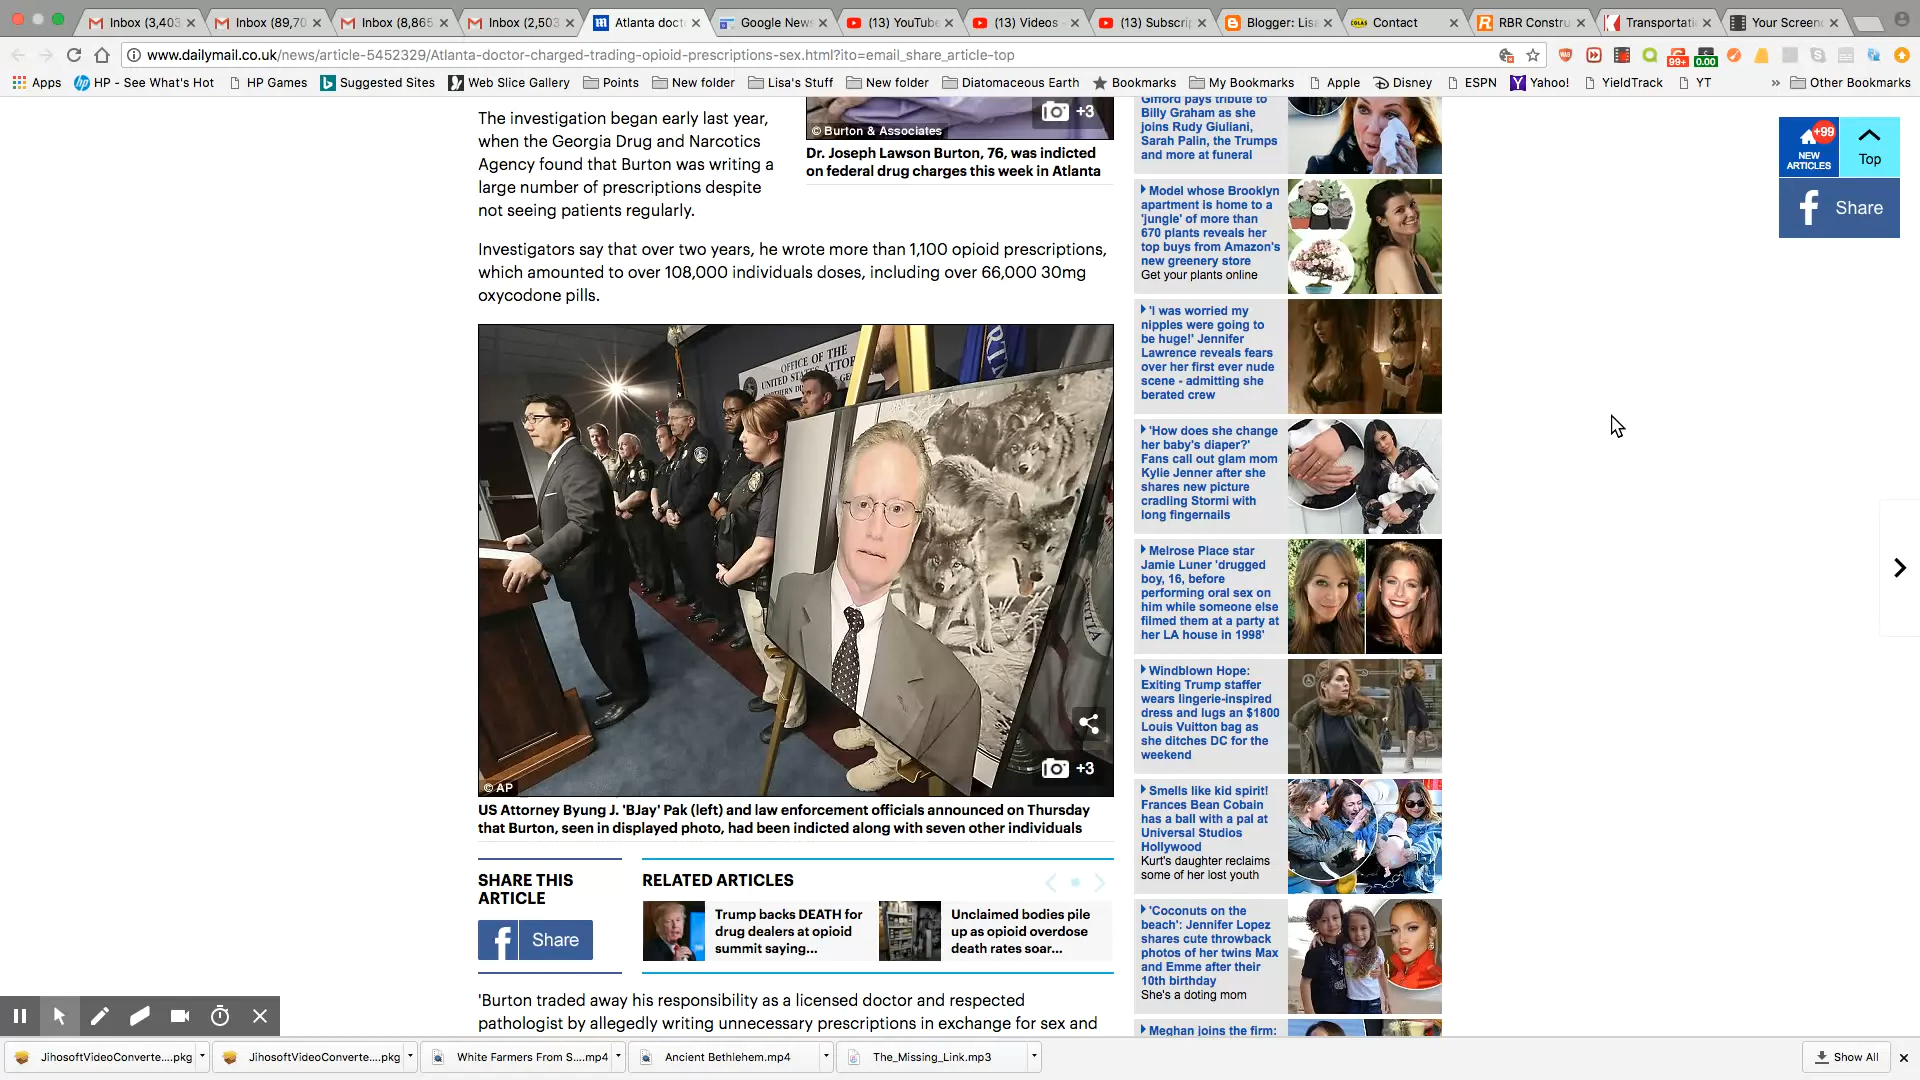 Inbox (3,403
Inbox (89,70
Inbox (8,865
Inbox (2,503
Atlanta doct
Google News
(13) YouTube
(13) Videos -
(13) Subscrip
Blogger: Lisa
Contact
RBR Constru
Transportati
Your Screen
www.dailymail.co.uk/news/article-5452329/Atlanta-doctor-charged-trading-opioid-prescriptions-sex.html?ito=email_share_article-top
99+
0.00
Apps
HP - See What's Hot
HP Games
Suggested Sites
Web Slice Gallery
Points
New folder
Lisa's Stuff
New folder
Diatomaceous Earth
Bookmarks
My Bookmarks
Apple
Disney
ESPN
Yahoo!
YieldTrack
YT
»
Other Bookmarks
The investigation began early last year,
when the Georgia Drug and Narcotics
Agency found that Burton was writing a
large number of prescriptions despite
not seeing patients regularly.
+3
© Burton & Associates
Dr. Joseph Lawson Burton, 76, was indicted
on federal drug charges this week in Atlanta
Investigators say that over two years, he wrote more than 1,100 opioid prescriptions,
which amounted to over 108,000 individuals doses, including over 66,000 30mg
oxycodone pills.
OFFICE OF THE
UNITED STATES ATTOR
NORTHERN DI
+3
© AP
US Attorney Byung J. 'BJay' Pak (left) and law enforcement officials announced on Thursday
that Burton, seen in displayed photo, had been indicted along with seven other individuals
SHARE THIS
ARTICLE
Share
RELATED ARTICLES
Trump backs DEATH for
drug dealers at opioid
summit saying...
Unclaimed bodies pile
up as opioid overdose
death rates soar...
'Burton traded away his responsibility as a licensed doctor and respected
pathologist by allegedly writing unnecessary prescriptions in exchange for sex and
Gifford pays tribute to
Billy Graham as she
joins Rudy Giuliani,
Sarah Palin, the Trumps
and more at funeral
Model whose Brooklyn
apartment is home to a
'jungle' of more than
670 plants reveals her
top buys from Amazon's
new greenery store
Get your plants online
'I was worried my
nipples were going to
be huge!' Jennifer
Lawrence reveals fears
over her first ever nude
scene - admitting she
berated crew
'How does she change
her baby's diaper?'
Fans call out glam mom
Kylie Jenner after she
shares new picture
cradling Stormi with
long fingernails
Melrose Place star
Jamie Luner 'drugged
boy, 16, before
performing oral sex on
him while someone else
filmed them at a party at
her LA house in 1998'
Windblown Hope:
Exiting Trump staffer
wears lingerie-inspired
dress and lugs an $1800
Louis Vuitton bag as
she ditches DC for the
weekend
Smells like kid spirit!
Frances Bean Cobain
has a ball with a pal at
Universal Studios
Hollywood
Kurt's daughter reclaims
some of her lost youth
'Coconuts on the
beach': Jennifer Lopez
shares cute throwback
photos of her twins Max
and Emme after their
10th birthday
She's a doting mom
Meghan joins the firm:
+99
NEW
ARTICLES
Top
Share
JihosoftVideoConverte....pkg
JihosoftVideoConverte....pkg
White Farmers From S....mp4
Ancient Bethlehem.mp4
The_Missing_Link.mp3
Show All